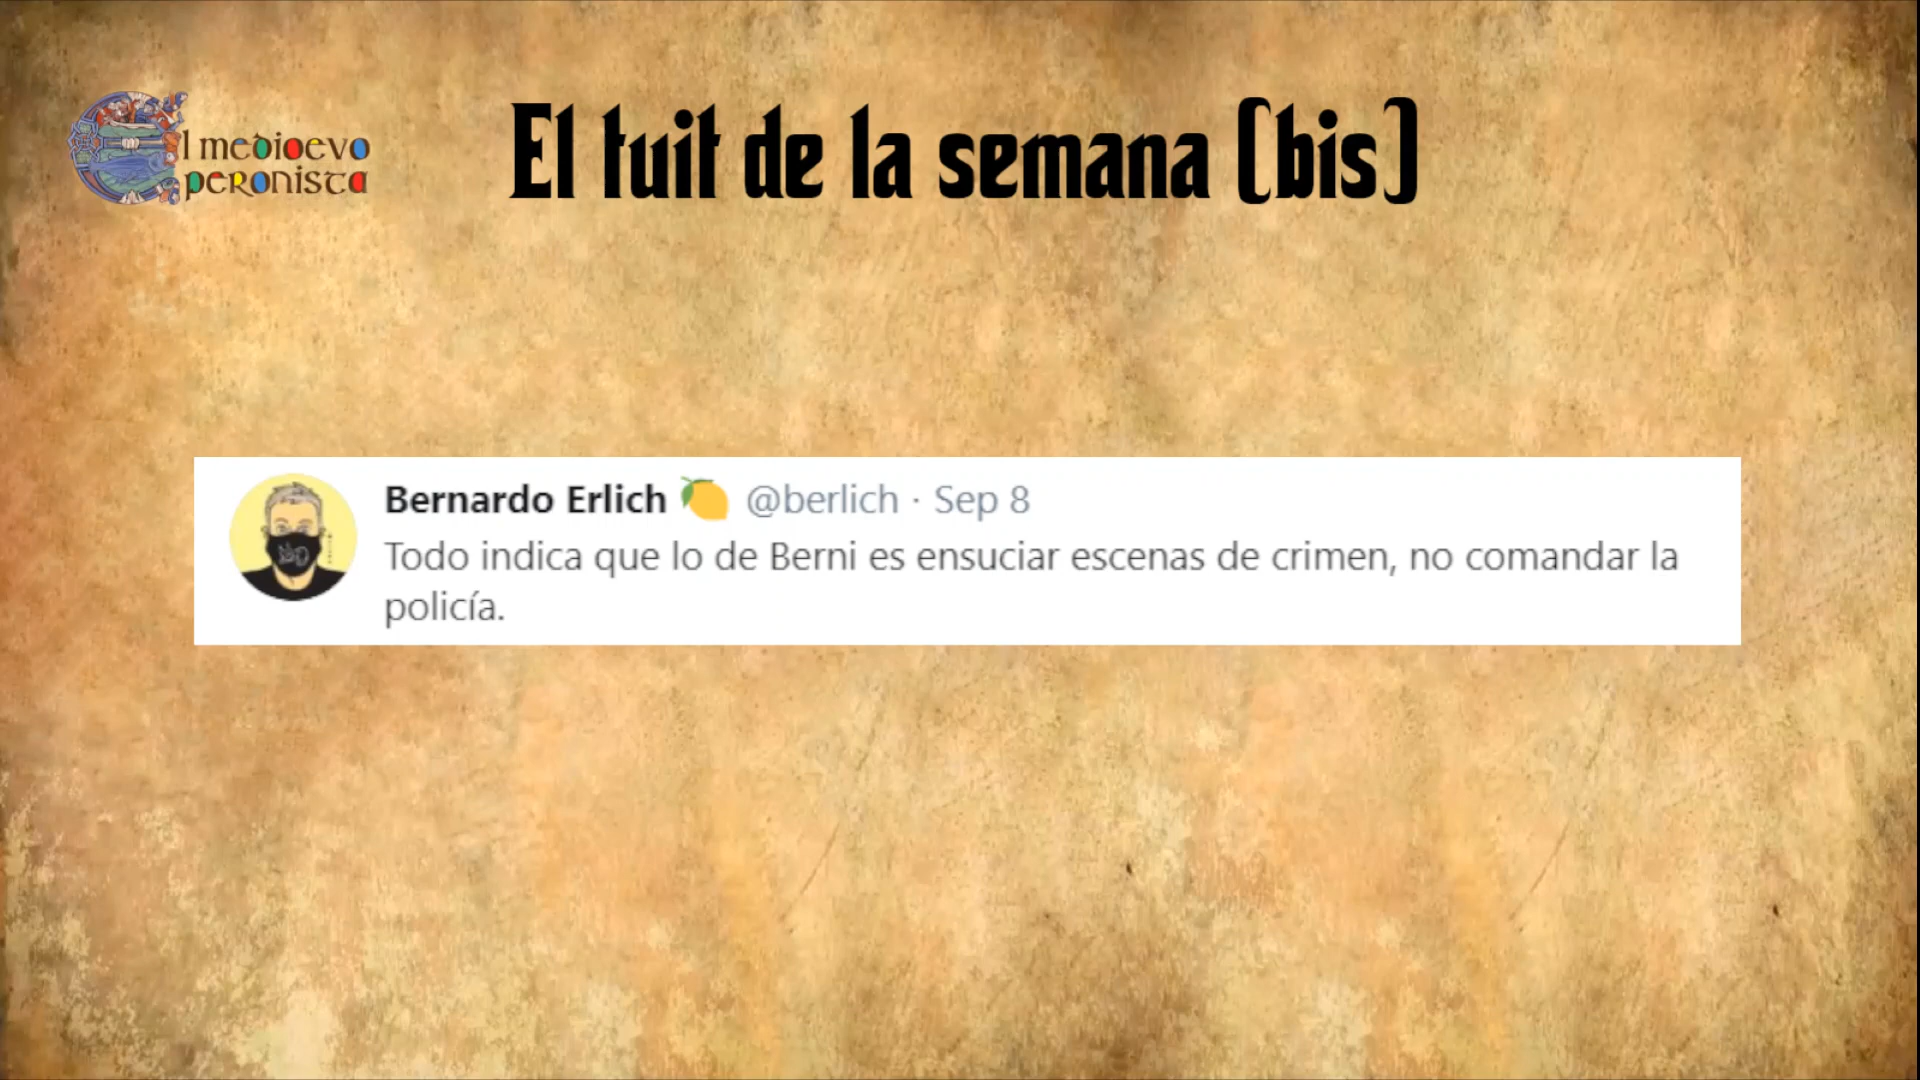 El medioevo
peronista
El tuit de la semana (bis)
Bernardo Erlich 🍋 @berlich · Sep 8
Todo indica que lo de Berni es ensuciar escenas de crimen, no comandar la
policía.